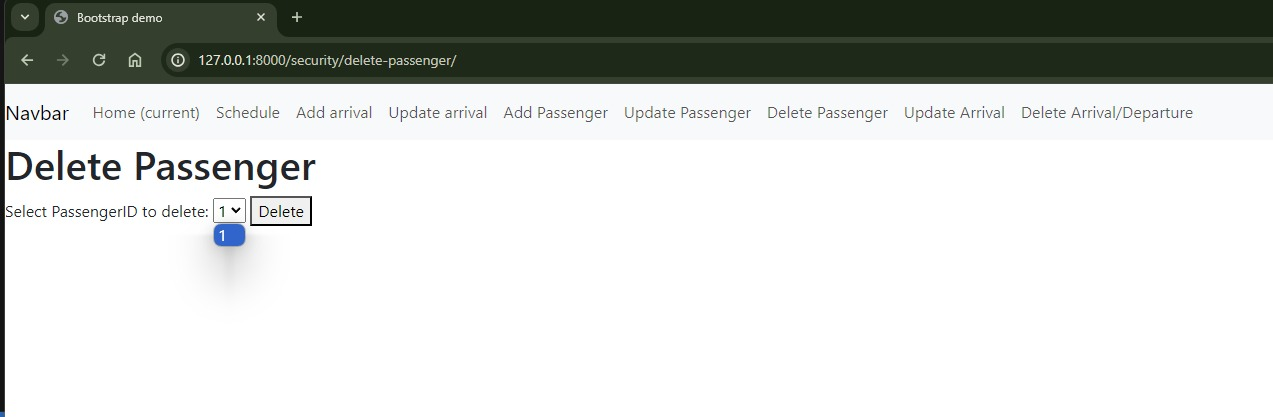 Bootstrap demo
127.0.0.1:8000/security/delete-passenger/
Navbar Home (current) Schedule Add arrival Update arrival Add Passenger Update Passenger Delete Passenger Update Arrival Delete Arrival/Departure
Delete Passenger
Select PassengerID to delete: 1 Delete
1